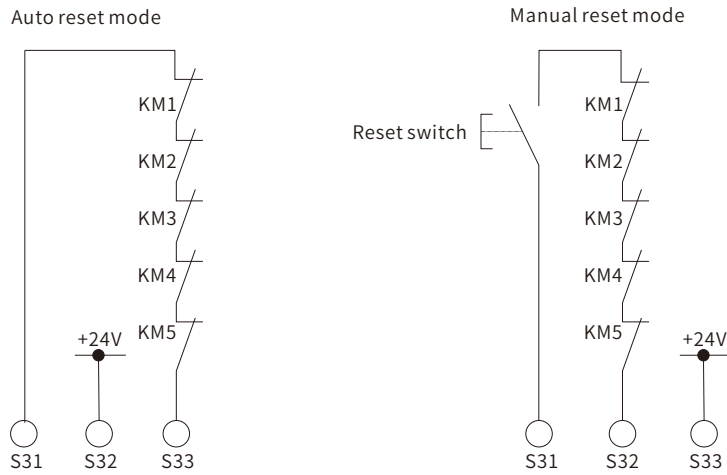 Auto reset mode
KM1
KM2
KM3
KM4
KM5
+24V
S31 S32 S33
Manual reset mode
Reset switch
KM1
KM2
KM3
KM4
KM5
+24V
S31 S32 S33